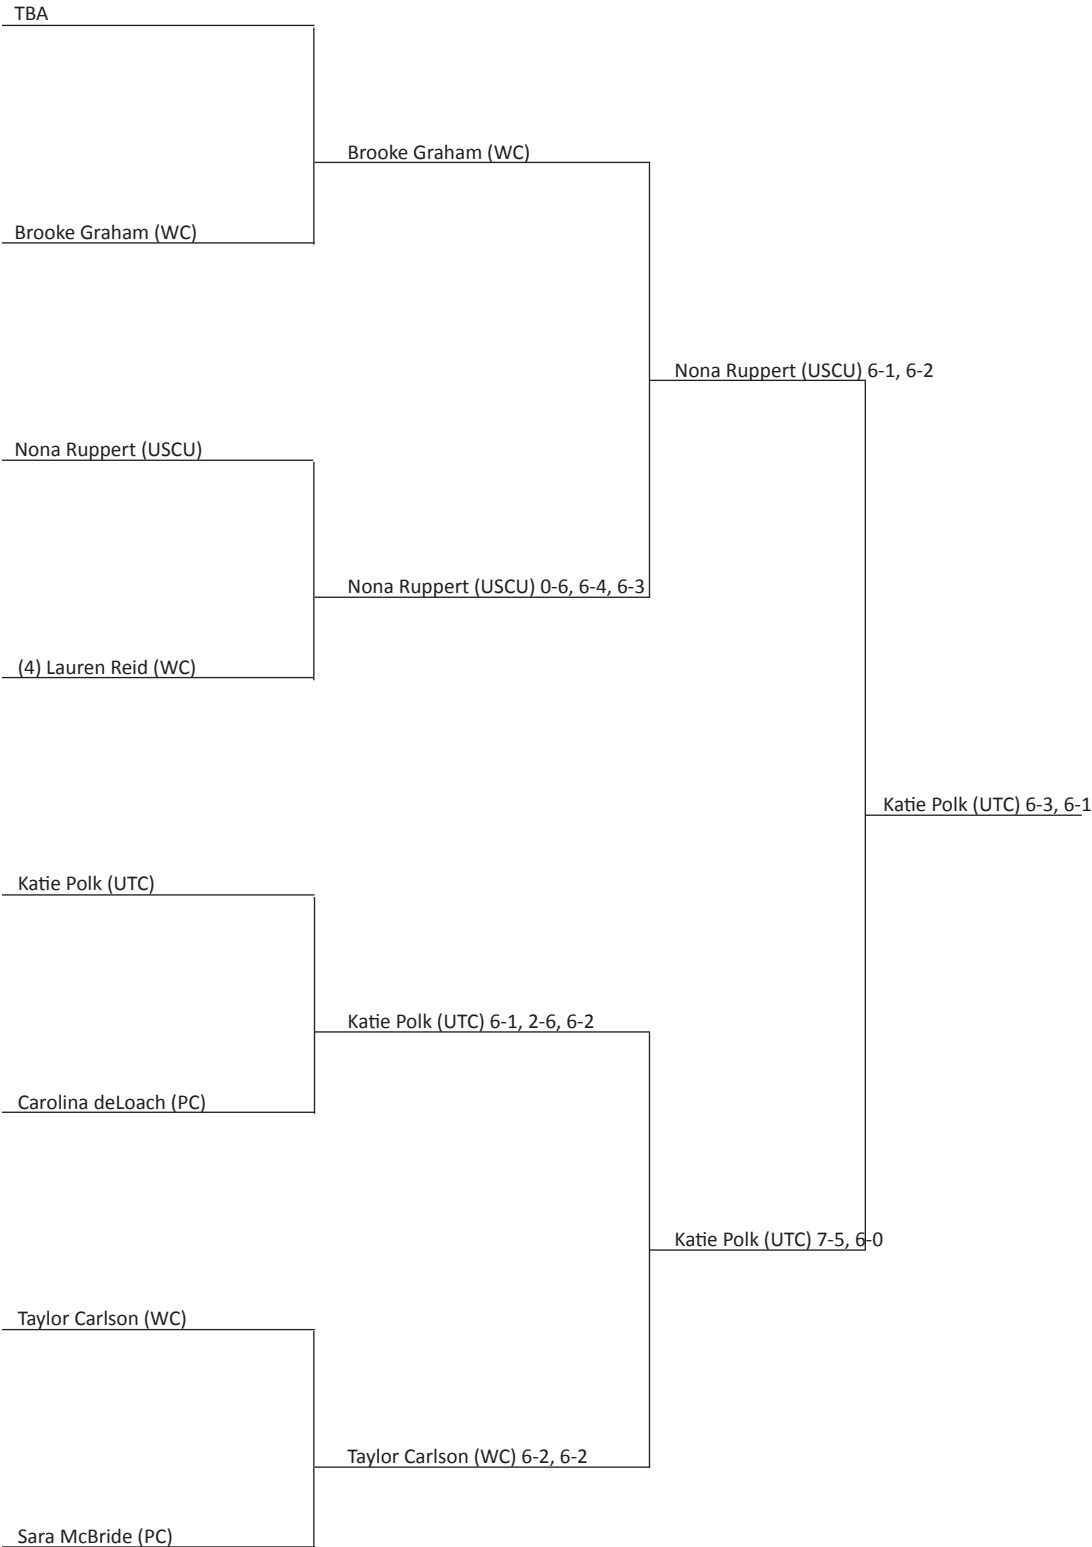 TBA
Brooke Graham (WC)
Brooke Graham (WC)
Nona Ruppert (USCU) 6-1, 6-2
Nona Ruppert (USCU)
Nona Ruppert (USCU) 0-6, 6-4, 6-3
(4) Lauren Reid (WC)
Katie Polk (UTC) 6-3, 6-1
Katie Polk (UTC)
Katie Polk (UTC) 6-1, 2-6, 6-2
Carolina deLoach (PC)
Katie Polk (UTC) 7-5, 6-0
Taylor Carlson (WC)
Taylor Carlson (WC) 6-2, 6-2
Sara McBride (PC)